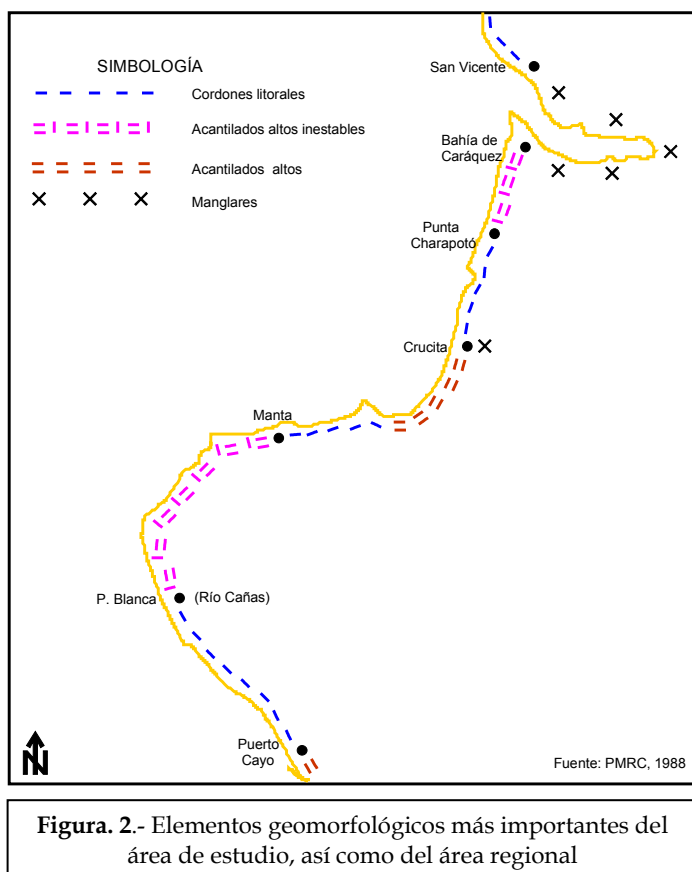 SIMBOLOGÍA
Cordones litorales
Acantilados altos inestables
Acantilados altos
Manglares
San Vicente
Bahía de
Caráquez
Punta
Charapotó
Crucita
Manta
P. Blanca
(Río Cañas)
Puerto
Cayo
N
Fuente: PMRC, 1988
Figura. 2.- Elementos geomorfológicos más importantes del
área de estudio, así como del área regional